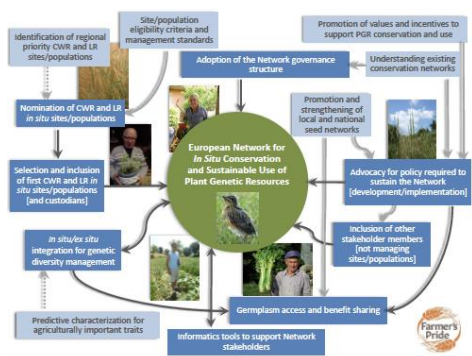 Identification of regional
priority CWR and LR
sites/populations
Site/population
eligibility criteria and
management standards
Promotion of values and incentives to
support PGR conservation and use
Adoption of the Network governance
structure
Understanding existing
conservation networks
Nomination of CWR and LR
in situ sites/populations
Promotion and
strengthening of
local and national
seed networks
European Network for
In Situ Conservation
and Sustainable Use of
Plant Genetic Resources
Selection and inclusion
of first CWR and LR in
situ sites/populations
[and custodians]
Advocacy for policy required to
sustain the Network
[development/implementation]
Inclusion of other
stakeholder members
[not managing
sites/populations]
In situ/ex situ
integration for genetic
diversity management
Germplasm access and benefit sharing
Predictive characterization for
agriculturally important traits
Informatics tools to support Network
stakeholders
Farmer's
Pride